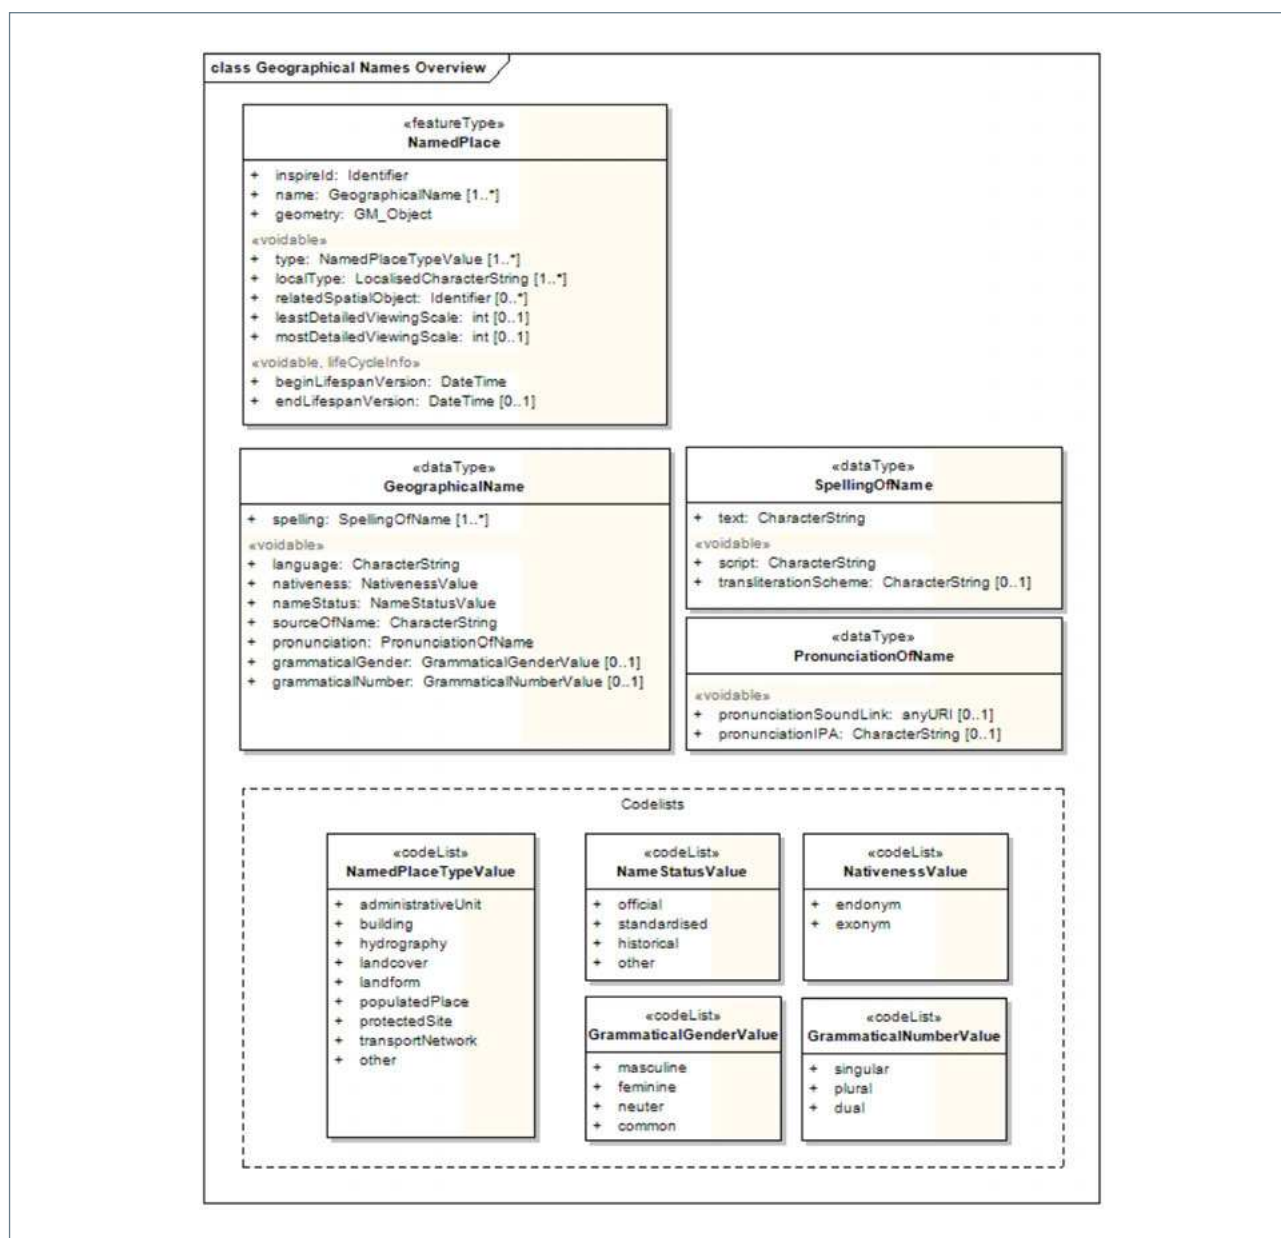 class Geographical Names Overview
«featureType»
NamedPlace
+ inspireId: Identifier
+ name: GeographicalName [1..*]
+ geometry: GM_Object
«voidable»
+ type: NamedPlaceTypeValue [1..*]
+ localType: LocalisedCharacterString [1..*]
+ relatedSpatialObject: Identifier [0..*]
+ leastDetailedViewingScale: int [0..1]
+ mostDetailedViewingScale: int [0..1]
«voidable, lifeCycleInfo»
+ beginLifespanVersion: DateTime
+ endLifespanVersion: DateTime [0..1]
«dataType»
GeographicalName
+ spelling: SpellingOfName [1..*]
«voidable»
+ language: CharacterString
+ nativeness: NativenessValue
+ nameStatus: NameStatusValue
+ sourceOfName: CharacterString
+ pronunciation: PronunciationOfName
+ grammaticalGender: GrammaticalGenderValue [0..1]
+ grammaticalNumber: GrammaticalNumberValue [0..1]
«dataType»
SpellingOfName
+ text: CharacterString
«voidable»
+ script: CharacterString
+ transliterationScheme: CharacterString [0..1]
«dataType»
PronunciationOfName
«voidable»
+ pronunciationSoundLink: anyURI [0..1]
+ pronunciationIPA: CharacterString [0..1]
Codelists
«codeList»
NamedPlaceTypeValue
+ administrativeUnit
+ building
+ hydrography
+ landcover
+ landform
+ populatedPlace
+ protectedSite
+ transportNetwork
+ other
«codeList»
NameStatusValue
+ official
+ standardised
+ historical
+ other
«codeList»
NativenessValue
+ endonym
+ exonym
«codeList»
GrammaticalGenderValue
+ masculine
+ feminine
+ neuter
+ common
«codeList»
GrammaticalNumberValue
+ singular
+ plural
+ dual